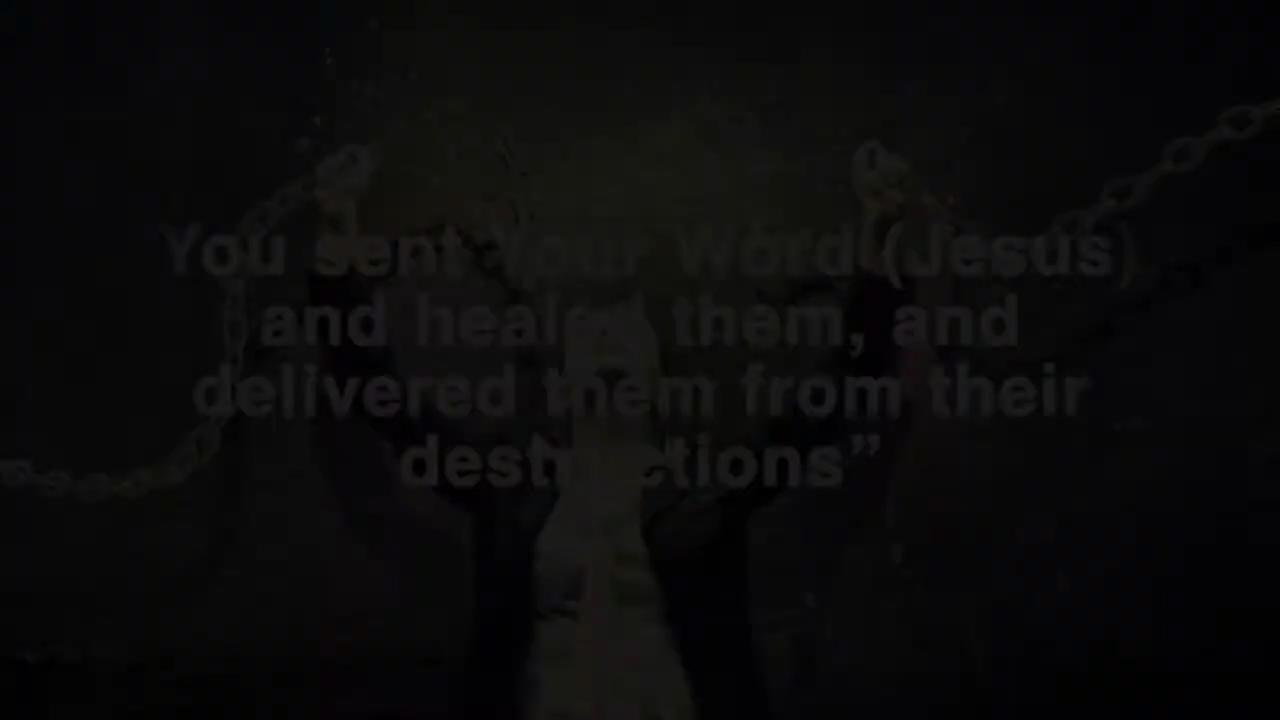 You sent Your Word (Jesus)
and healed them, and
delivered them from their
destructions”